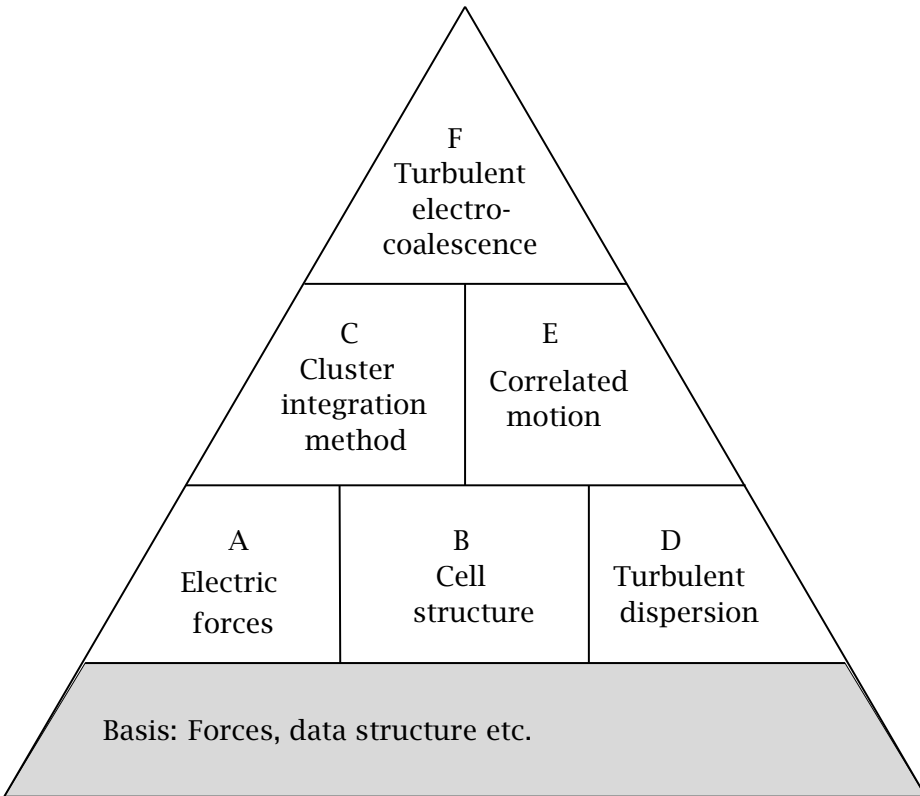 F
Turbulent
electro-
coalescence
C
Cluster
integration
method
E
Correlated
motion
A
Electric
forces
B
Cell
structure
D
Turbulent
dispersion
Basis: Forces, data structure etc.